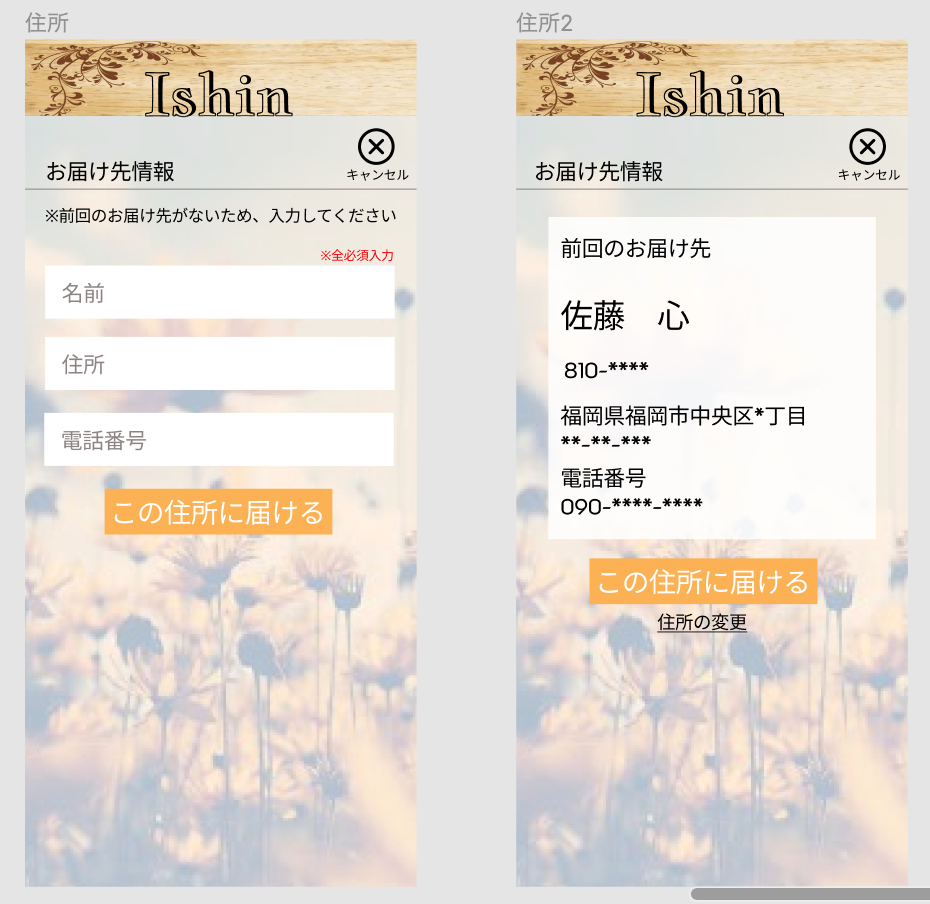 住所
Ishin
キャンセル
お届け先情報
※前回のお届け先がないため、入力してください
※全必須入力
名前
住所
電話番号
この住所に届ける
住所2
Ishin
キャンセル
お届け先情報
前回のお届け先
佐藤　心
810-****
福岡県福岡市中央区*丁目
**-**-***
電話番号
090-****-****
この住所に届ける
住所の変更